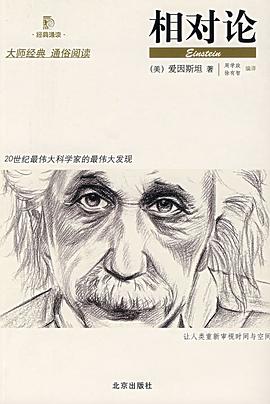 经典通读
大师经典 通俗阅读
相对论
Einstein
(美) 爱因斯坦 著
周学政
徐有智
编译
20世纪最伟大科学家的最伟大发现
让人类重新审视时间与空间
北京出版社